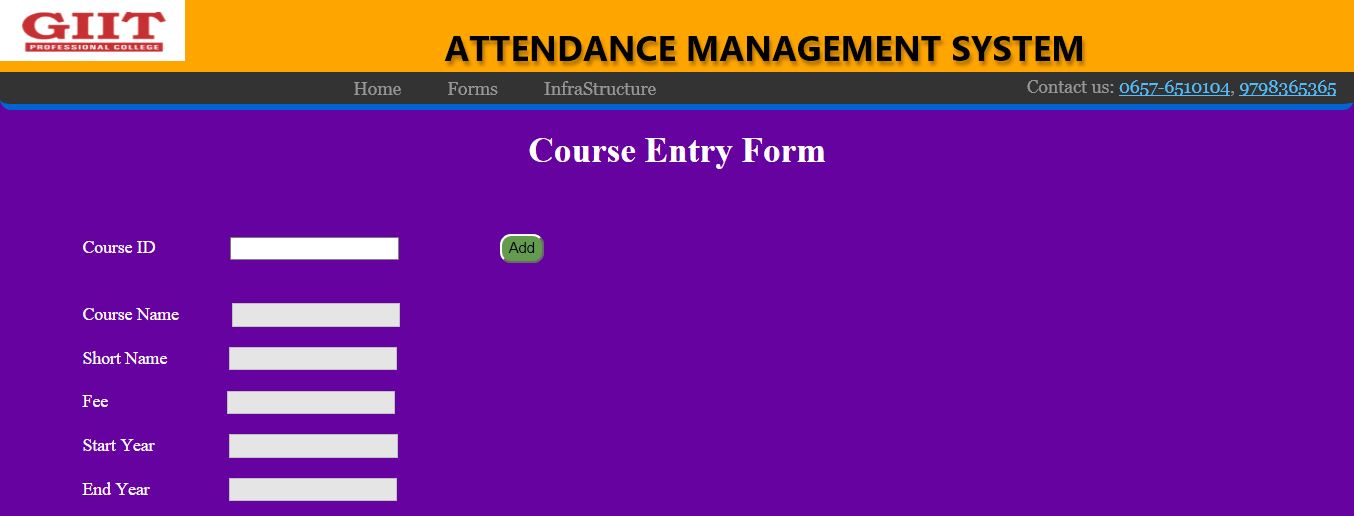 GIIT
PROFESSIONAL COLLEGE
ATTENDANCE MANAGEMENT SYSTEM
Home Forms InfraStructure Contact us: 0657-6510104, 9798365365
Course Entry Form
Course ID Add
Course Name
Short Name
Fee
Start Year
End Year